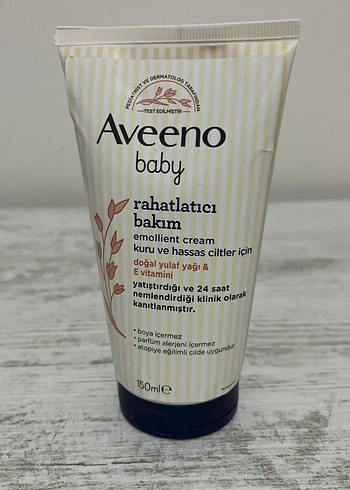 PEDİATRİST VE DERMATOLOG TARAFINDAN
TEST EDİLMİŞTİR
Aveeno
baby
rahatlatıcı
bakım
emollient cream
kuru ve hassas ciltler için
doğal yulaf yağı &
E vitamini
yatıştırdığı ve 24 saat
nemlendirdiği klinik olarak
kanıtlanmıştır.
• boya içermez
• parfüm alerjeni içermez
• atopiye eğilimli cilde uygundur
150ml℮